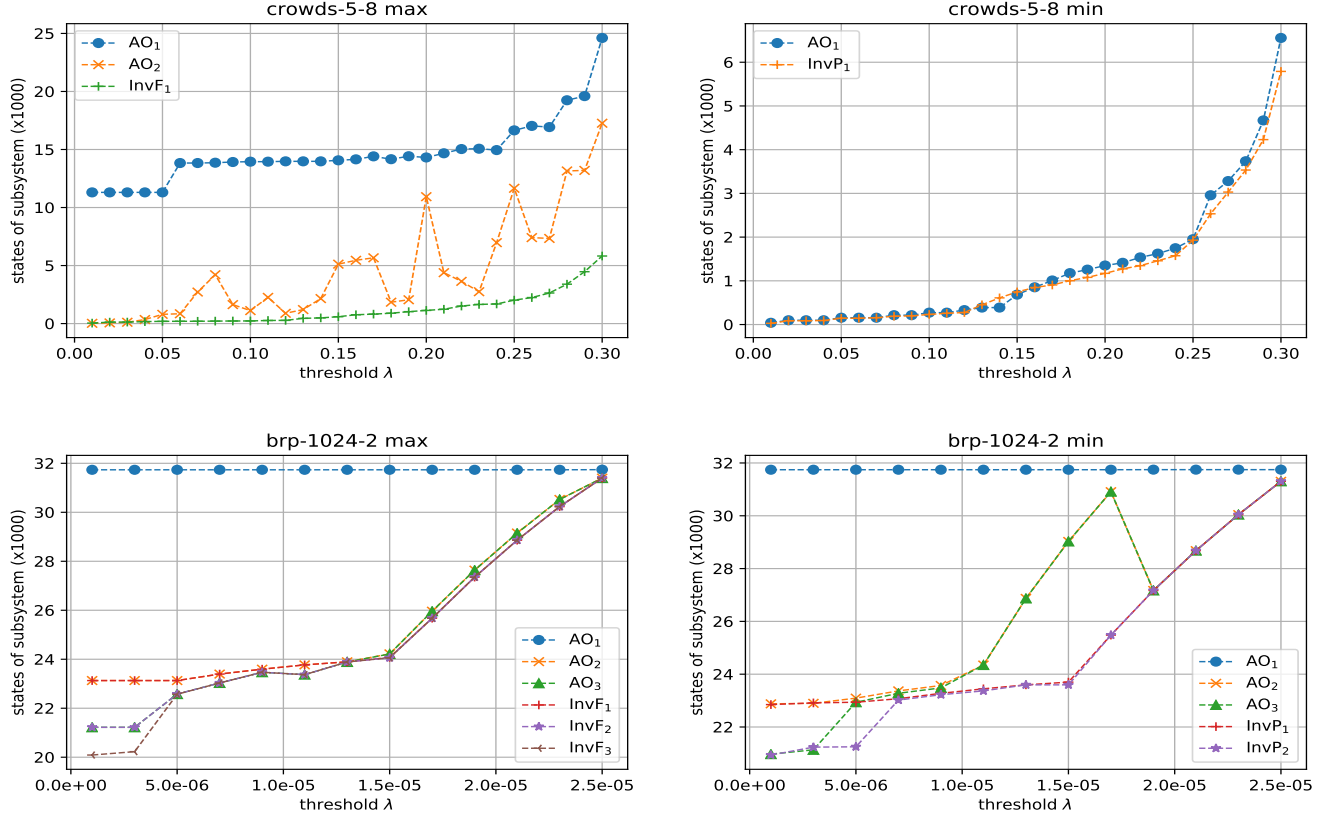 crowds-5-8 max
states of subsystem (x1000)
25
20
15
10
5
0
AO₁
AO₂
InvF₁
0.00 0.05 0.10 0.15 0.20 0.25 0.30
threshold λ
crowds-5-8 min
states of subsystem (x1000)
6
5
4
3
2
1
0
AO₁
InvP₁
0.00 0.05 0.10 0.15 0.20 0.25 0.30
threshold λ
brp-1024-2 max
states of subsystem (x1000)
32
30
28
26
24
22
20
AO₁
AO₂
AO₃
InvF₁
InvF₂
InvF₃
0.0e+00 5.0e-06 1.0e-05 1.5e-05 2.0e-05 2.5e-05
threshold λ
brp-1024-2 min
states of subsystem (x1000)
32
30
28
26
24
22
AO₁
AO₂
AO₃
InvP₁
InvP₂
0.0e+00 5.0e-06 1.0e-05 1.5e-05 2.0e-05 2.5e-05
threshold λ